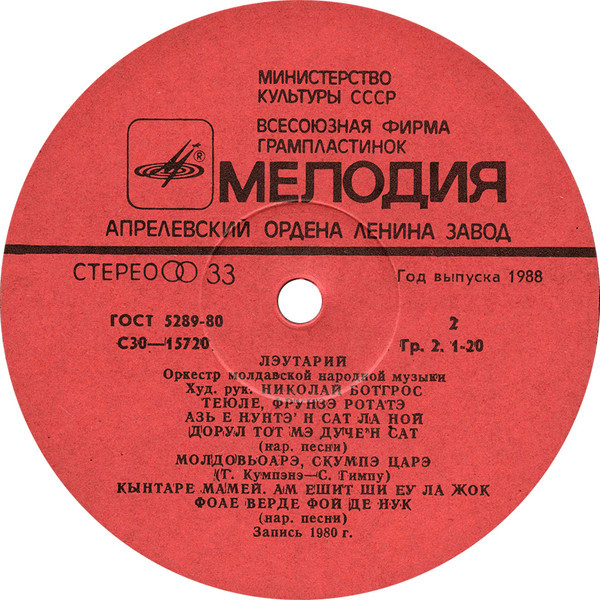 МИНИСТЕРСТВО
КУЛЬТУРЫ СССР
ВСЕСОЮЗНАЯ ФИРМА
ГРАМПЛАСТИНОК
®
МЕЛОДИЯ
АПРЕЛЕВСКИЙ ОРДЕНА ЛЕНИНА ЗАВОД
СТЕРЕО 33
Год выпуска 1988
ГОСТ 5289-80
2
С30—15720
Гр. 2. 1-20
ЛЭУТАРИЙ
Оркестр молдавской народной музыки
Худ. рук. НИКОЛАЙ БОТГРОС
ТЕЮЛЕ, ФРУНЗЭ РОТАТЭ
АЗЬ Е НУНТЭ'Н САТ ЛА НОЙ
ДОРУЛ ТОТ МЭ ДУЧЕ'Н САТ
(нар. песни)
МОЛДОВЬОАРЭ, СКУМПЭ ЦАРЭ
(Г. Кумпэнэ—С. Гимпу)
КЫНТАРЕ МАМЕЙ. АМ ЕШИТ ШИ ЕУ ЛА ЖОК
ФОАЕ ВЕРДЕ ФОЙ ДЕ НУК
(нар. песни)
Запись 1980 г.